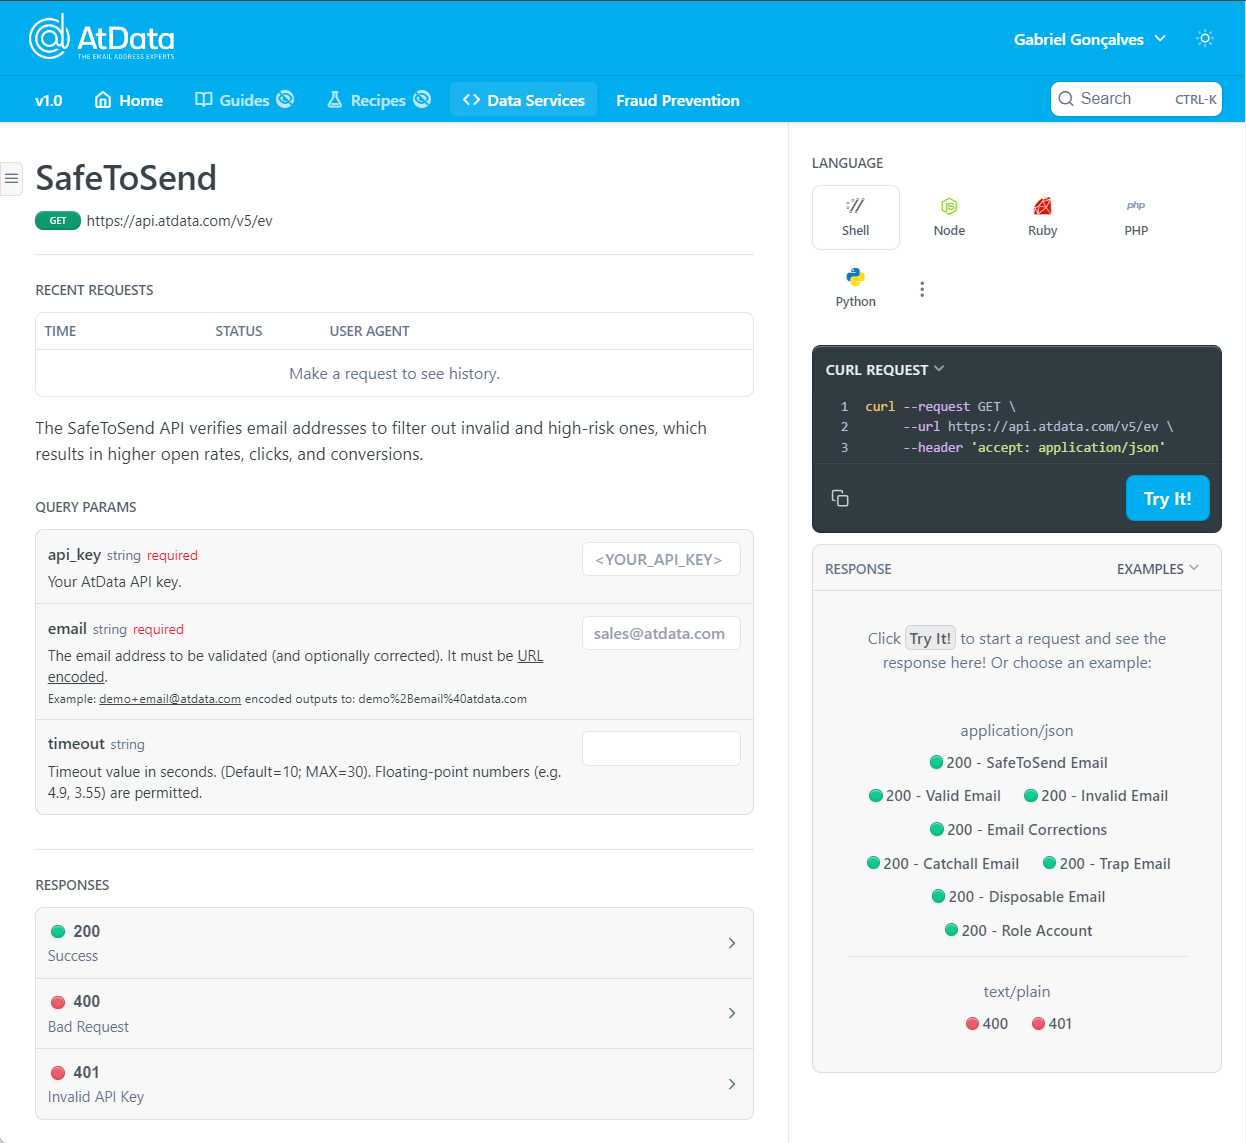 AtData
THE EMAIL ADDRESS EXPERTS
Gabriel Gonçalves
v1.0 Home Guides Recipes Data Services Fraud Prevention Search CTRL-K
SafeToSend
GET https://api.atdata.com/v5/ev
RECENT REQUESTS
TIME STATUS USER AGENT
Make a request to see history.
The SafeToSend API verifies email addresses to filter out invalid and high-risk ones, which
results in higher open rates, clicks, and conversions.
QUERY PARAMS
api_key string required
<YOUR_API_KEY>
Your AtData API key.
email string required
sales@atdata.com
The email address to be validated (and optionally corrected). It must be URL
encoded.
Example: demo+email@atdata.com encoded outputs to: demo%2Bemail%40atdata.com
timeout string
Timeout value in seconds. (Default=10; MAX=30). Floating-point numbers (e.g.
4.9, 3.55) are permitted.
RESPONSES
200
Success
400
Bad Request
401
Invalid API Key
LANGUAGE
Shell
Node
Ruby
php
PHP
Python
CURL REQUEST
1 curl --request GET \
2 --url https://api.atdata.com/v5/ev \
3 --header 'accept: application/json'
Try It!
RESPONSE EXAMPLES
Click Try It! to start a request and see the
response here! Or choose an example:
application/json
200 - SafeToSend Email
200 - Valid Email 200 - Invalid Email
200 - Email Corrections
200 - Catchall Email 200 - Trap Email
200 - Disposable Email
200 - Role Account
text/plain
400 401